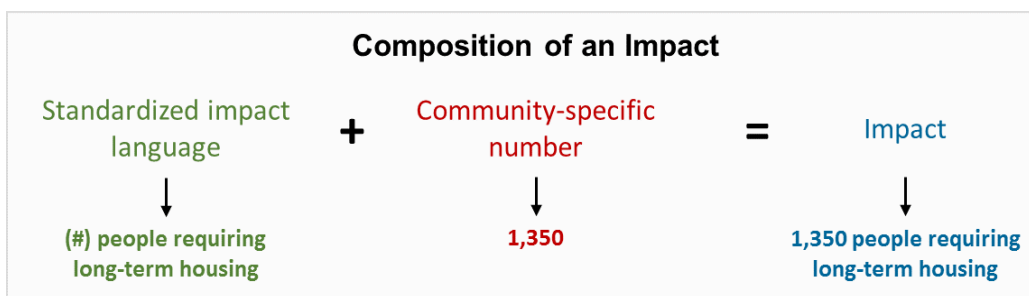 Composition of an Impact
Standardized impact
language
+
Community-specific
number
=
Impact
(#) people requiring
long-term housing
1,350
1,350 people requiring
long-term housing